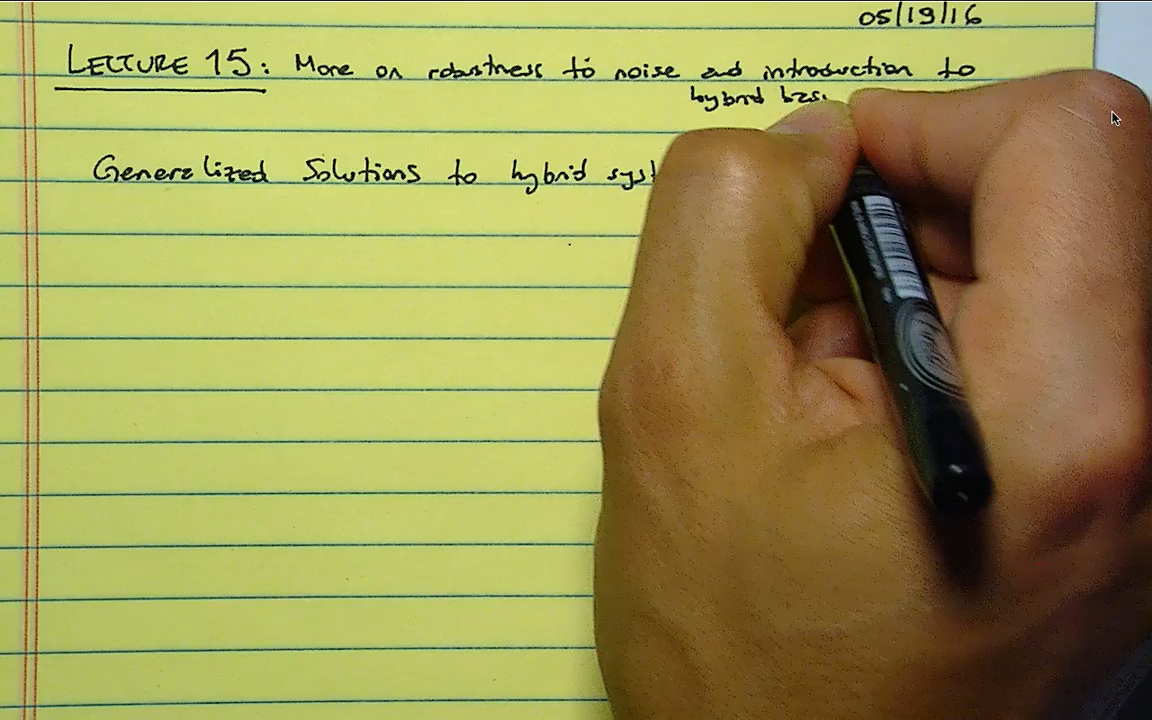 05/19/16
LECTURE 15: More on robustness to noise and introduction to
hybrid
Generalized Solutions to hybrid